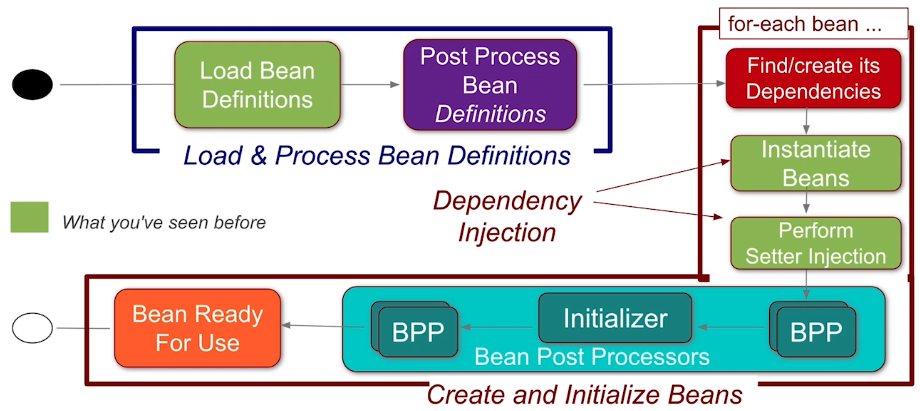 for-each bean ...
Load Bean
Definitions
Post Process
Bean
Definitions
Find/create its
Dependencies
Load & Process Bean Definitions
Instantiate
Beans
Dependency
Injection
What you've seen before
Perform
Setter Injection
Bean Ready
For Use
BPP
Initializer
BPP
Bean Post Processors
Create and Initialize Beans